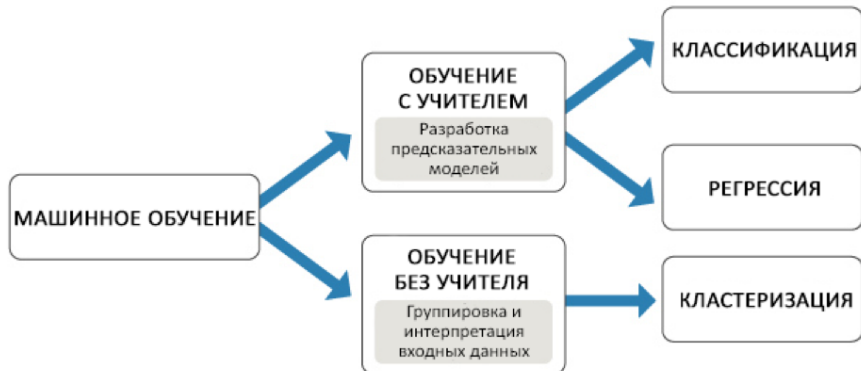 МАШИННОЕ ОБУЧЕНИЕ
ОБУЧЕНИЕ
С УЧИТЕЛЕМ
Разработка
предсказательных
моделей
КЛАССИФИКАЦИЯ
РЕГРЕССИЯ
ОБУЧЕНИЕ
БЕЗ УЧИТЕЛЯ
Группировка и
интерпретация
входных данных
КЛАСТЕРИЗАЦИЯ